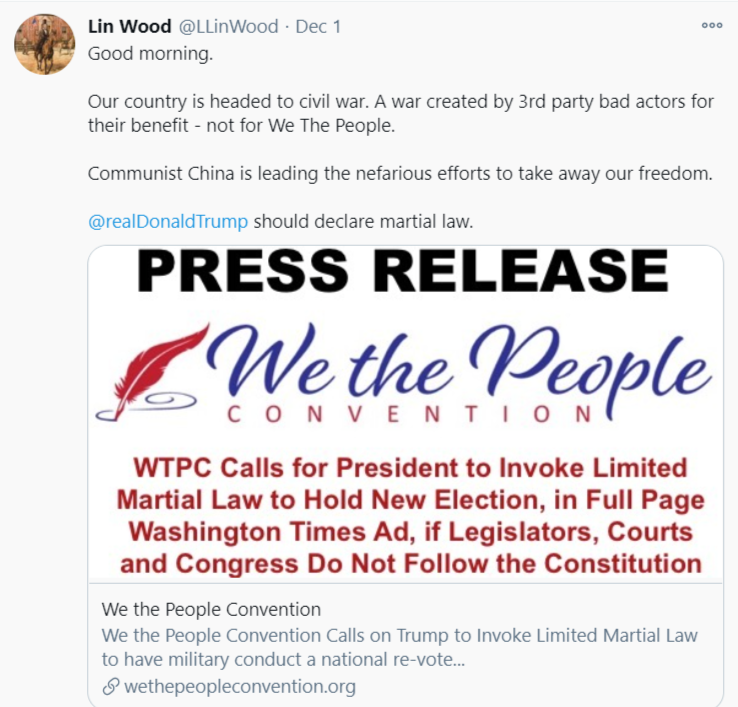 Lin Wood @LLinWood · Dec 1
Good morning.
Our country is headed to civil war. A war created by 3rd party bad actors for
their benefit - not for We The People.
Communist China is leading the nefarious efforts to take away our freedom.
@realDonaldTrump should declare martial law.
PRESS RELEASE
We the People
CONVENTION
WTPC Calls for President to Invoke Limited
Martial Law to Hold New Election, in Full Page
Washington Times Ad, if Legislators, Courts
and Congress Do Not Follow the Constitution
We the People Convention
We the People Convention Calls on Trump to Invoke Limited Martial Law
to have military conduct a national re-vote...
wethepeopleconvention.org